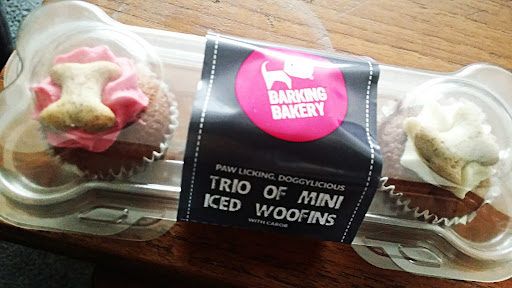 BARKING
BAKERY
PAW LICKING, DOGGYLICIOUS
TRIO OF MINI
ICED WOOFINS
WITH CAROB